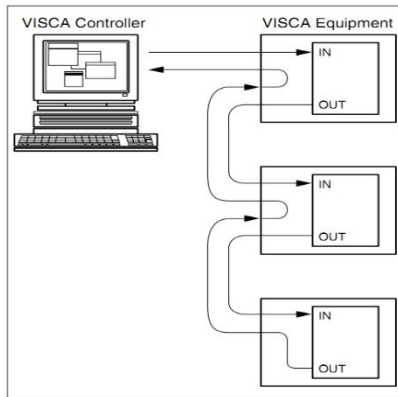 VISCA Controller
VISCA Equipment
IN
OUT
IN
OUT
IN
OUT